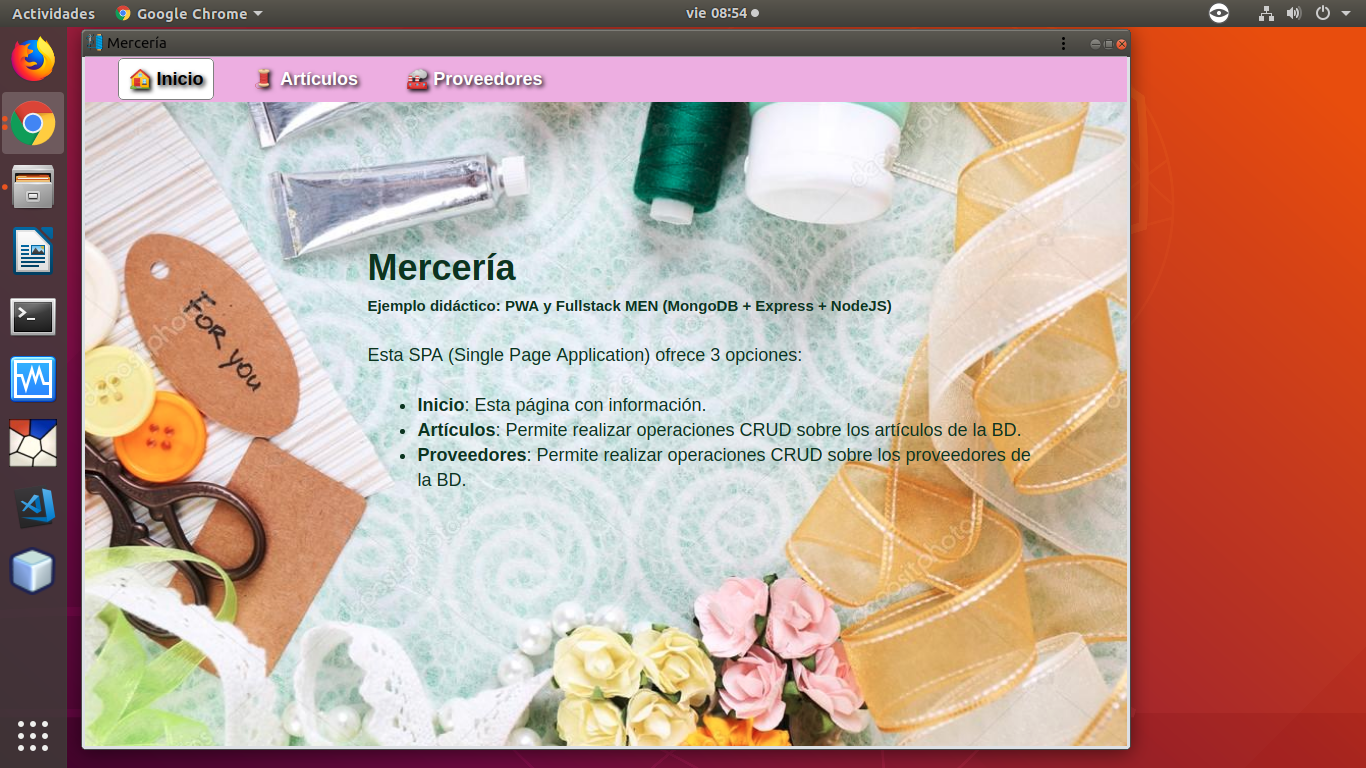 Actividades Google Chrome vie 08:54
Mercería
Inicio Artículos Proveedores
depositphotos
FOR YOU
Mercería
Ejemplo didáctico: PWA y Fullstack MEN (MongoDB + Express + NodeJS)
Esta SPA (Single Page Application) ofrece 3 opciones:
• Inicio: Esta página con información.
• Artículos: Permite realizar operaciones CRUD sobre los artículos de la BD.
• Proveedores: Permite realizar operaciones CRUD sobre los proveedores de
la BD.
depositphotos